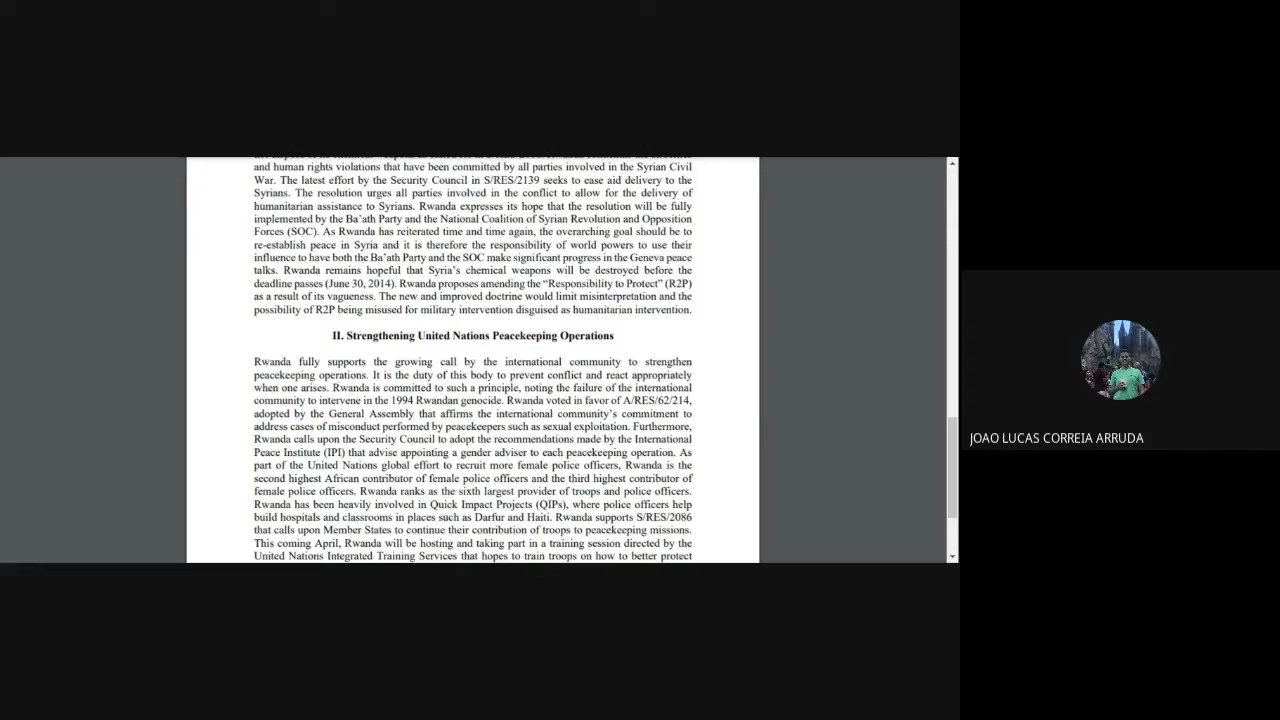 and human rights violations that have been committed by all parties involved in the Syrian Civil
War. The latest effort by the Security Council in S/RES/2139 seeks to ease aid delivery to the
Syrians. The resolution urges all parties involved in the conflict to allow for the delivery of
humanitarian assistance to Syrians. Rwanda expresses its hope that the resolution will be fully
implemented by the Ba’ath Party and the National Coalition of Syrian Revolution and Opposition
Forces (SOC). As Rwanda has reiterated time and time again, the overarching goal should be to
re-establish peace in Syria and it is therefore the responsibility of world powers to use their
influence to have both the Ba’ath Party and the SOC make significant progress in the Geneva peace
talks. Rwanda remains hopeful that Syria’s chemical weapons will be destroyed before the
deadline passes (June 30, 2014). Rwanda proposes amending the “Responsibility to Protect” (R2P)
as a result of its vagueness. The new and improved doctrine would limit misinterpretation and the
possibility of R2P being misused for military intervention disguised as humanitarian intervention.
II. Strengthening United Nations Peacekeeping Operations
Rwanda fully supports the growing call by the international community to strengthen
peacekeeping operations. It is the duty of this body to prevent conflict and react appropriately
when one arises. Rwanda is committed to such a principle, noting the failure of the international
community to intervene in the 1994 Rwandan genocide. Rwanda voted in favor of A/RES/62/214,
adopted by the General Assembly that affirms the international community’s commitment to
address cases of misconduct performed by peacekeepers such as sexual exploitation. Furthermore,
Rwanda calls upon the Security Council to adopt the recommendations made by the International
Peace Institute (IPI) that advise appointing a gender adviser to each peacekeeping operation. As
part of the United Nations global effort to recruit more female police officers, Rwanda is the
second highest African contributor of female police officers and the third highest contributor of
female police officers. Rwanda ranks as the sixth largest provider of troops and police officers.
Rwanda has been heavily involved in Quick Impact Projects (QIPs), where police officers help
build hospitals and classrooms in places such as Darfur and Haiti. Rwanda supports S/RES/2086
that calls upon Member States to continue their contribution of troops to peacekeeping missions.
This coming April, Rwanda will be hosting and taking part in a training session directed by the
United Nations Integrated Training Services that hopes to train troops on how to better protect
JOAO LUCAS CORREIA ARRUDA